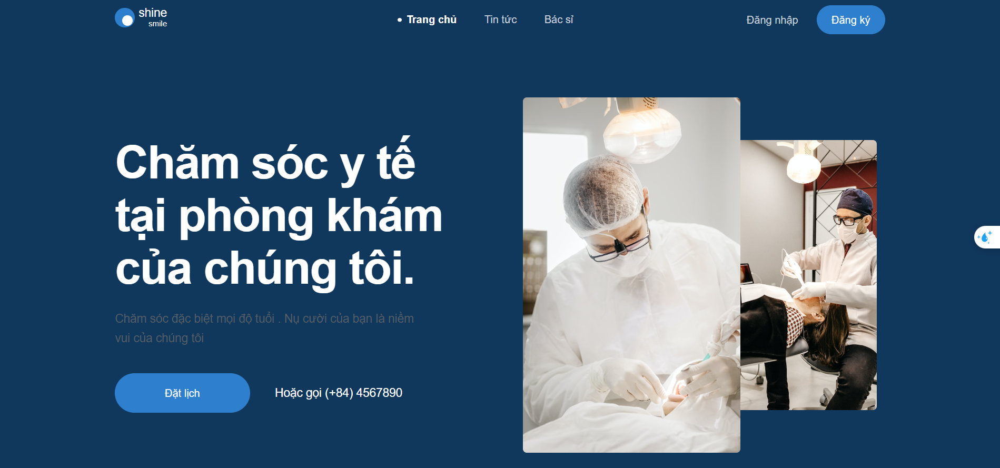 shine
smile
Trang chủ
Tin tức
Bác sĩ
Đăng nhập
Đăng ký
Chăm sóc y tế
tại phòng khám
của chúng tôi.
Chăm sóc đặc biệt mọi độ tuổi . Nụ cười của bạn là niềm
vui của chúng tôi
Đặt lịch
Hoặc gọi (+84) 4567890